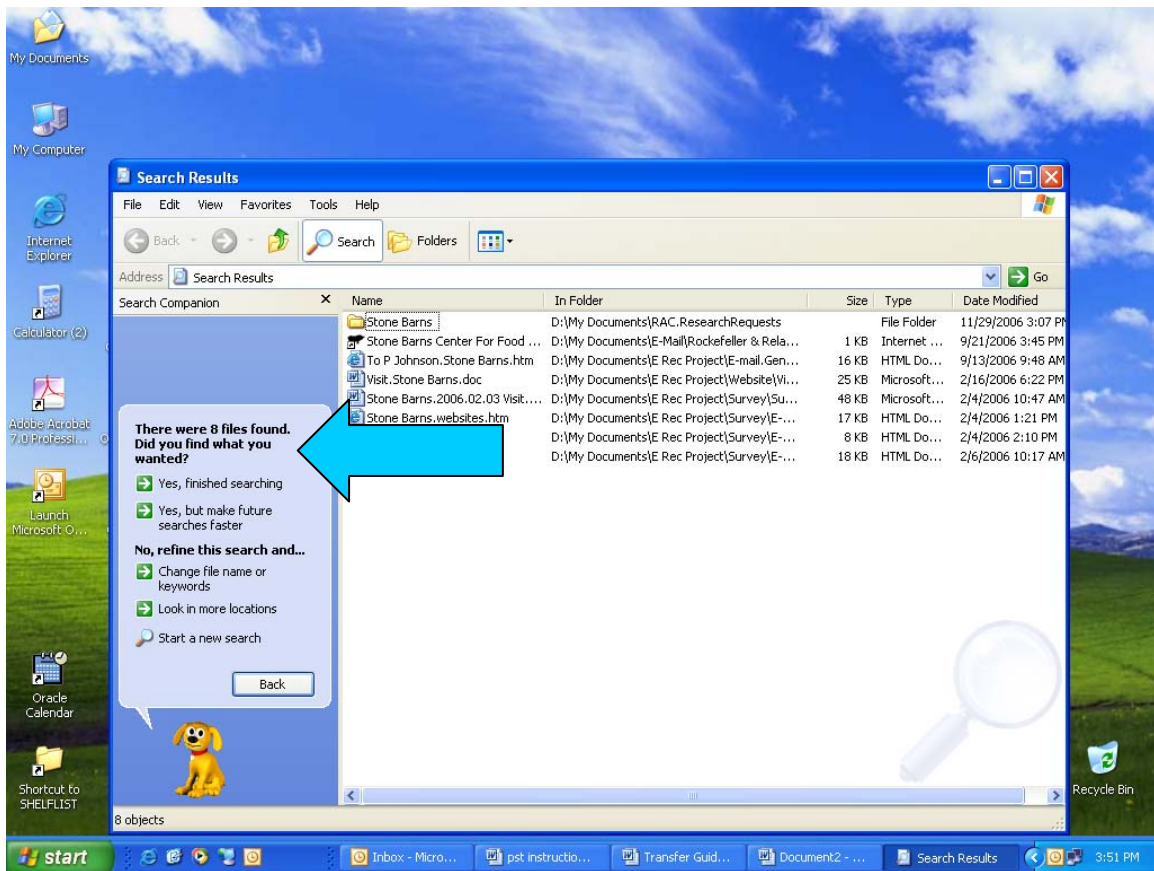 My Documents
My Computer
Internet
Explorer
Calculator (2)
Adobe Acrobat
7.0 Professi...
Launch
Microsoft O...
Oracle
Calendar
Shortcut to
SHELFLIST
Search Results
File Edit View Favorites Tools Help
Back Search Folders
Address Search Results Go
Search Companion
There were 8 files found.
Did you find what you
wanted?
Yes, finished searching
Yes, but make future
searches faster
No, refine this search and...
Change file name or
keywords
Look in more locations
Start a new search
Back
Name In Folder Size Type Date Modified
Stone Barns D:\My Documents\RAC.ResearchRequests File Folder 11/29/2006 3:07 PM
Stone Barns Center For Food ... D:\My Documents\E-Mail\Rockefeller & Rela... 1 KB Internet ... 9/21/2006 3:45 PM
To P Johnson.Stone Barns.htm D:\My Documents\E Rec Project\E-mail.Gen... 16 KB HTML Do... 9/13/2006 9:48 AM
Visit.Stone Barns.doc D:\My Documents\E Rec Project\Website\Vi... 25 KB Microsoft... 2/16/2006 6:22 PM
Stone Barns.2006.02.03 Visit.... D:\My Documents\E Rec Project\Survey\Su... 48 KB Microsoft... 2/4/2006 10:47 AM
Stone Barns.websites.htm D:\My Documents\E Rec Project\Survey\E-... 17 KB HTML Do... 2/4/2006 1:21 PM
D:\My Documents\E Rec Project\Survey\E-... 8 KB HTML Do... 2/4/2006 2:10 PM
D:\My Documents\E Rec Project\Survey\E-... 18 KB HTML Do... 2/6/2006 10:17 AM
8 objects
Recycle Bin
start Inbox - Micro... pst instructio... Transfer Guid... Document2 - ... Search Results 3:51 PM